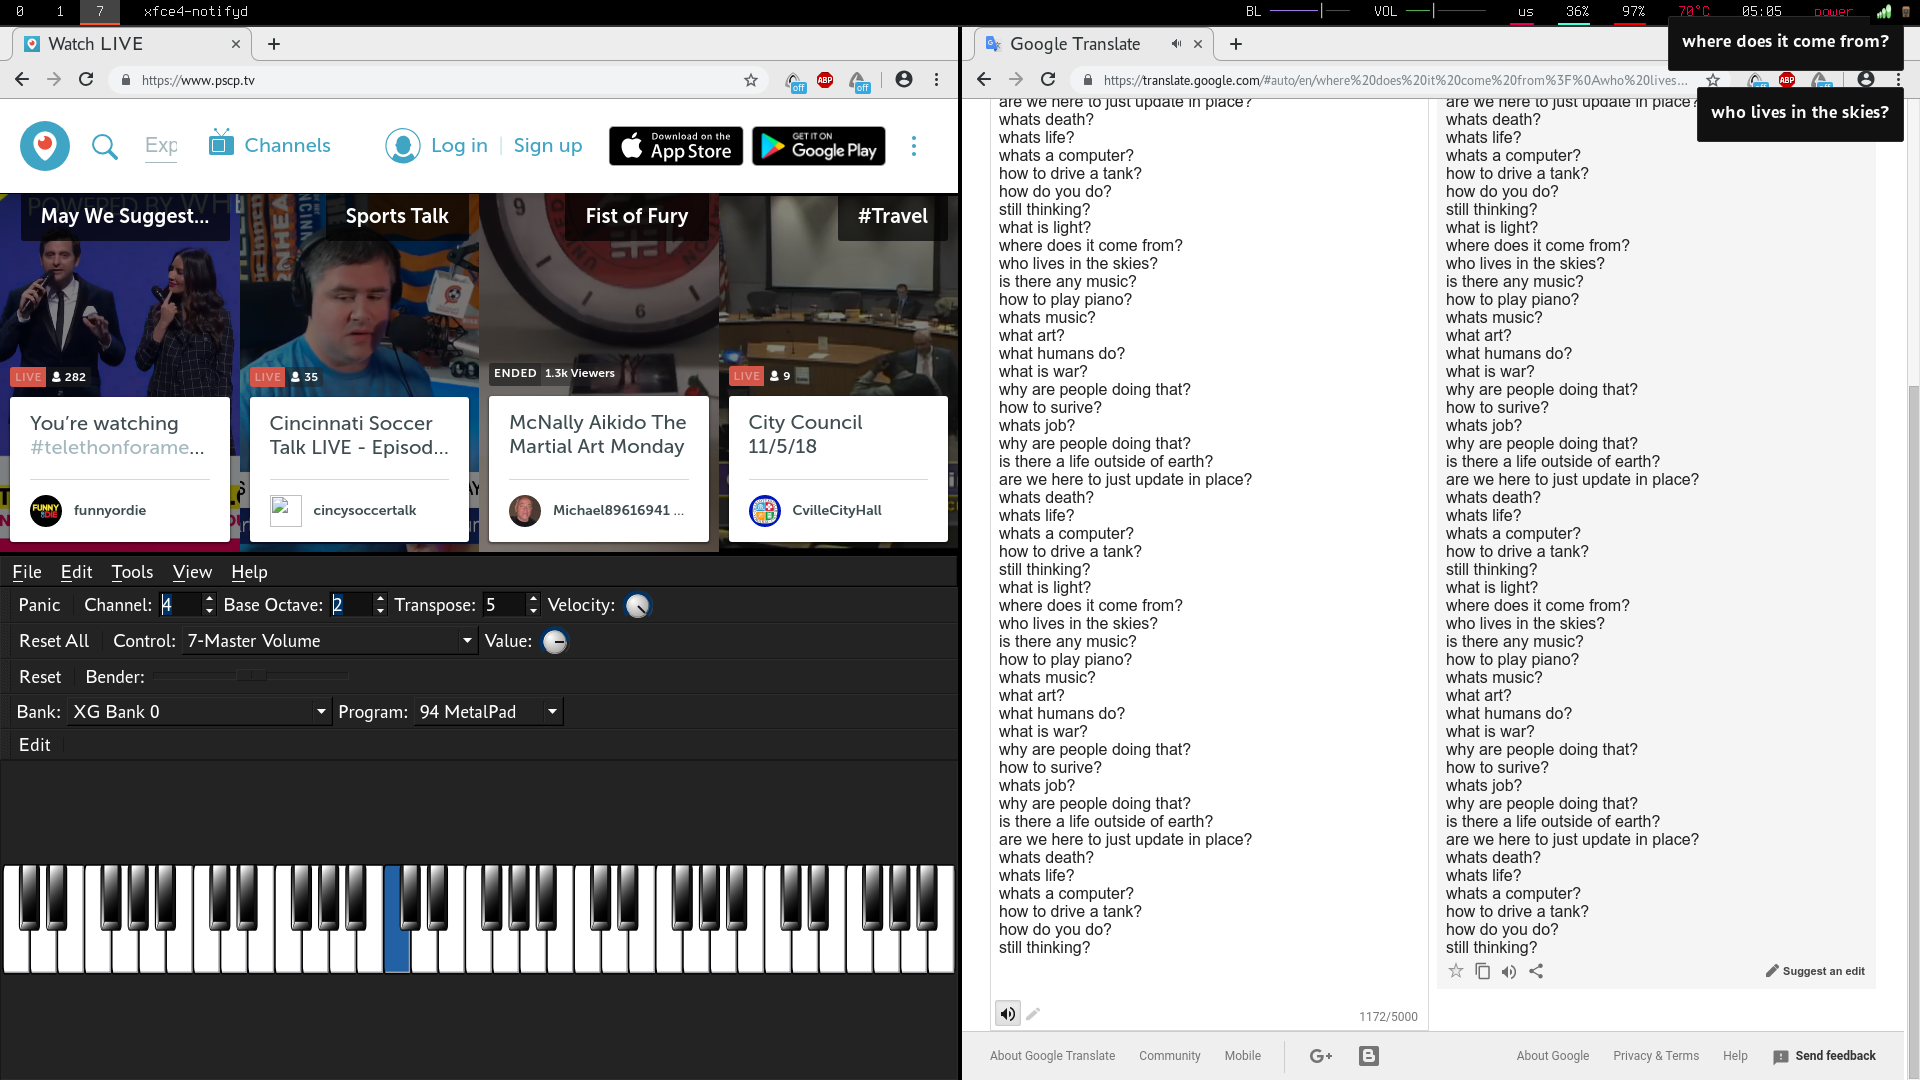 0 1 7 xfce4-notifyd BL VOL us 36% 97% 70°C 05:05 power
Watch LIVE
https://www.pscp.tv
off ABP off
Exp Channels Log in Sign up Download on the App Store GET IT ON Google Play
POWERED BY WHE
May We Suggest... Sports Talk Fist of Fury #Travel
9
6
LIVE 282 LIVE 35 ENDED 1.3k Viewers LIVE 9
You’re watching #telethonforame...
funnyordie
Cincinnati Soccer Talk LIVE - Episod...
cincysoccertalk
McNally Aikido The Martial Art Monday
Michael89616941 ...
City Council 11/5/18
CvilleCityHall
File Edit Tools View Help
Panic Channel: 4 Base Octave: 2 Transpose: 5 Velocity:
Reset All Control: 7-Master Volume Value:
Reset Bender:
Bank: XG Bank 0 Program: 94 MetalPad
Edit
Google Translate
where does it come from?
https://translate.google.com/#auto/en/where%20does%20it%20come%20from%3F%0Awho%20lives...
ABP
who lives in the skies?
are we here to just update in place?
whats death?
whats life?
whats a computer?
how to drive a tank?
how do you do?
still thinking?
what is light?
where does it come from?
who lives in the skies?
is there any music?
how to play piano?
whats music?
what art?
what humans do?
what is war?
why are people doing that?
how to surive?
whats job?
why are people doing that?
is there a life outside of earth?
are we here to just update in place?
whats death?
whats life?
whats a computer?
how to drive a tank?
still thinking?
what is light?
where does it come from?
who lives in the skies?
is there any music?
how to play piano?
whats music?
what art?
what humans do?
what is war?
why are people doing that?
how to surive?
whats job?
why are people doing that?
is there a life outside of earth?
are we here to just update in place?
whats death?
whats life?
whats a computer?
how to drive a tank?
how do you do?
still thinking?
1172/5000
are we here to just update in place?
whats death?
whats life?
whats a computer?
how to drive a tank?
how do you do?
still thinking?
what is light?
where does it come from?
who lives in the skies?
is there any music?
how to play piano?
whats music?
what art?
what humans do?
what is war?
why are people doing that?
how to surive?
whats job?
why are people doing that?
is there a life outside of earth?
are we here to just update in place?
whats death?
whats life?
whats a computer?
how to drive a tank?
still thinking?
what is light?
where does it come from?
who lives in the skies?
is there any music?
how to play piano?
whats music?
what art?
what humans do?
what is war?
why are people doing that?
how to surive?
whats job?
why are people doing that?
is there a life outside of earth?
are we here to just update in place?
whats death?
whats life?
whats a computer?
how to drive a tank?
how do you do?
still thinking?
Suggest an edit
About Google Translate Community Mobile G+ About Google Privacy & Terms Help Send feedback